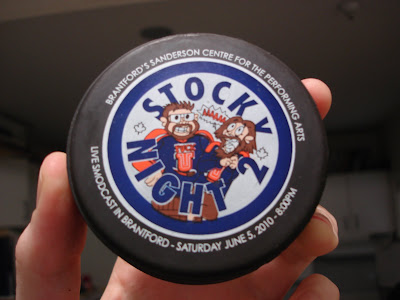 BRANTFORD'S SANDERSON CENTRE FOR THE PERFORMING ARTS
STOCKY
NIGHT 2
LIVE SMODCAST IN BRANTFORD - SATURDAY JUNE 5, 2010 - 8:00PM